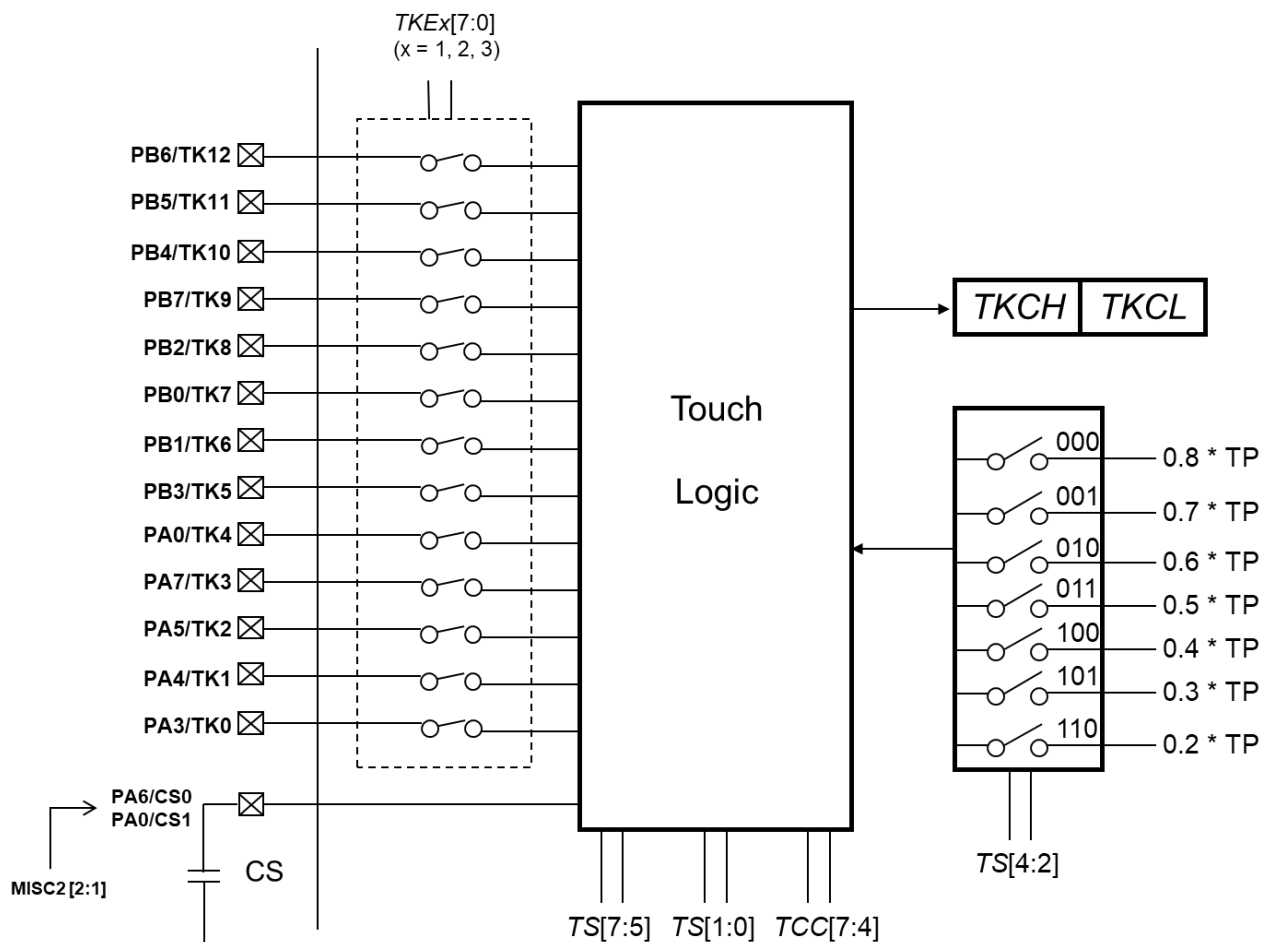 TKEx[7:0]
(x = 1, 2, 3)
PB6/TK12
PB5/TK11
PB4/TK10
PB7/TK9
PB2/TK8
PB0/TK7
PB1/TK6
PB3/TK5
PA0/TK4
PA7/TK3
PA5/TK2
PA4/TK1
PA3/TK0
PA6/CS0
PA0/CS1
MISC2 [2:1]
CS
Touch
Logic
TS[7:5]
TS[1:0]
TCC[7:4]
TKCH TKCL
000 0.8 * TP
001 0.7 * TP
010 0.6 * TP
011 0.5 * TP
100 0.4 * TP
101 0.3 * TP
110 0.2 * TP
TS[4:2]